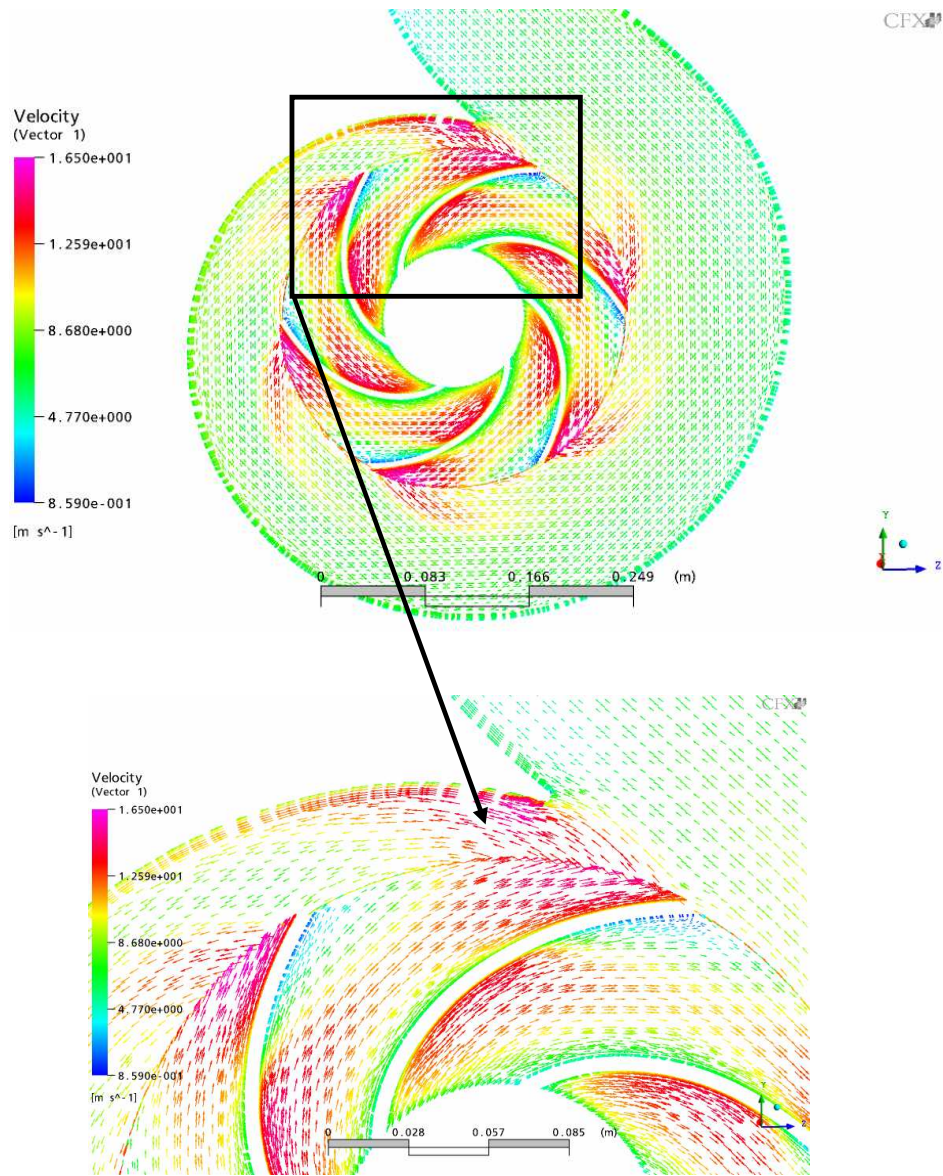 CFX
Velocity
(Vector 1)
1.650e+001
1.259e+001
8.680e+000
4.770e+000
8.590e-001
[m s^-1]
0 0.083 0.166 0.249 (m)
Y
X
Z
CFX
Velocity
(Vector 1)
1.650e+001
1.259e+001
8.680e+000
4.770e+000
8.590e-001
[m s^-1]
0 0.028 0.057 0.085 (m)
Y
Z